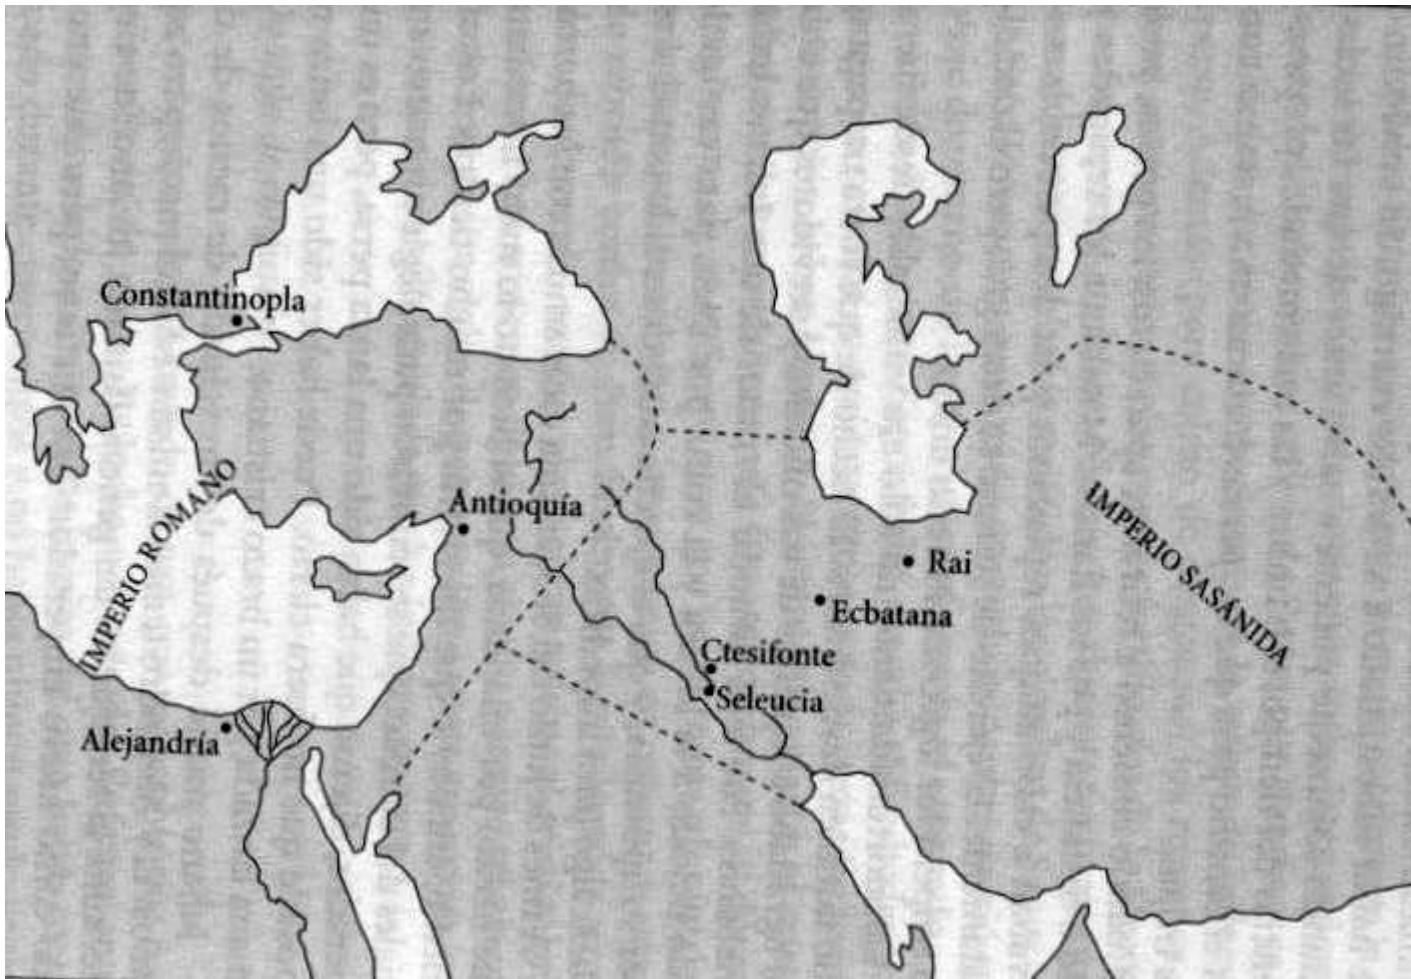 Constantinopla
Antioquía
IMPERIO ROMANO
IMPERIO SASÁNIDA
Rai
Ecbatana
Ctesifonte
Seleucia
Alejandría